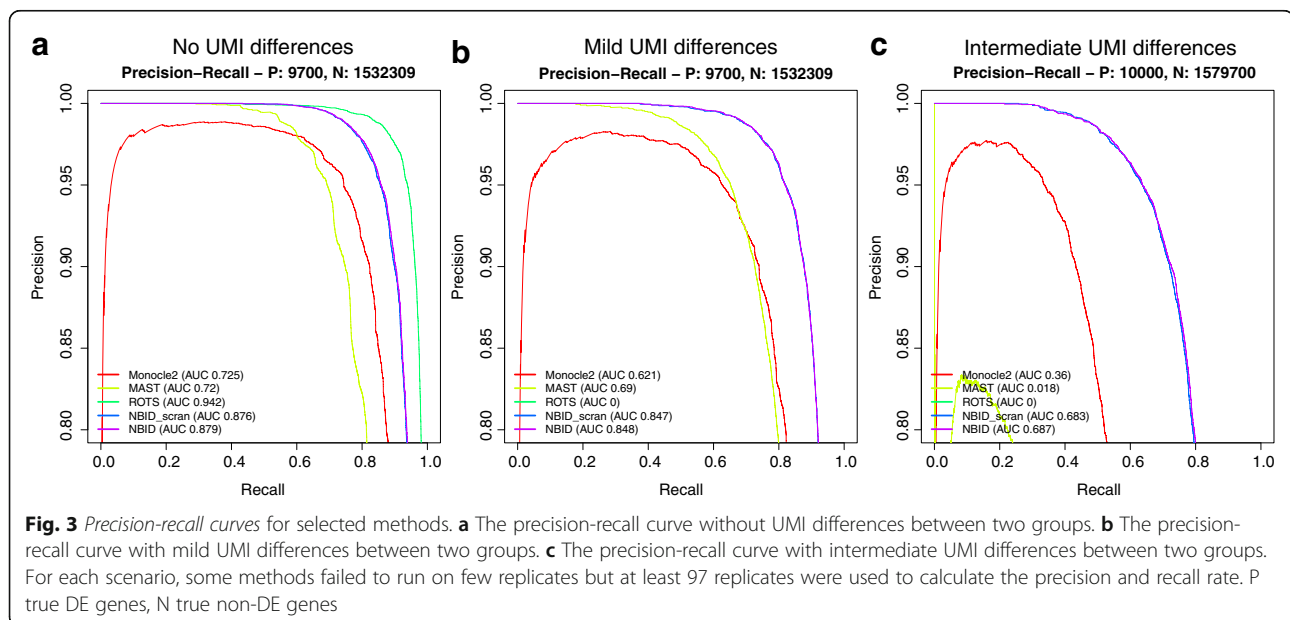 a
No UMI differences
Precision−Recall − P: 9700, N: 1532309
1.00
0.95
0.90
0.85
0.80
Precision
Monocle2 (AUC 0.725)
MAST (AUC 0.72)
ROTS (AUC 0.942)
NBID_scran (AUC 0.876)
NBID (AUC 0.879)
0.0 0.2 0.4 0.6 0.8 1.0
Recall
b
Mild UMI differences
Precision−Recall − P: 9700, N: 1532309
1.00
0.95
0.90
0.85
0.80
Precision
Monocle2 (AUC 0.621)
MAST (AUC 0.69)
ROTS (AUC 0)
NBID_scran (AUC 0.847)
NBID (AUC 0.848)
0.0 0.2 0.4 0.6 0.8 1.0
Recall
c
Intermediate UMI differences
Precision−Recall − P: 10000, N: 1579700
1.00
0.95
0.90
0.85
0.80
Precision
Monocle2 (AUC 0.36)
MAST (AUC 0.018)
ROTS (AUC 0)
NBID_scran (AUC 0.683)
NBID (AUC 0.687)
0.0 0.2 0.4 0.6 0.8 1.0
Recall
Fig. 3 Precision-recall curves for selected methods. a The precision-recall curve without UMI differences between two groups. b The precision-
recall curve with mild UMI differences between two groups. c The precision-recall curve with intermediate UMI differences between two groups.
For each scenario, some methods failed to run on few replicates but at least 97 replicates were used to calculate the precision and recall rate. P
true DE genes, N true non-DE genes